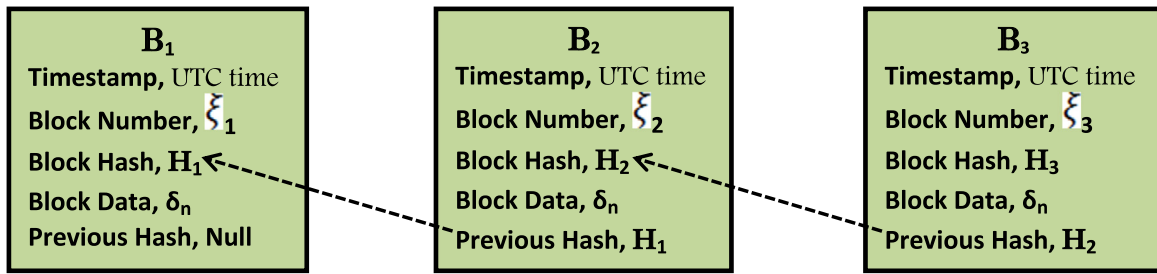 B₁
Timestamp, UTC time
Block Number, ξ₁
Block Hash, H₁
Block Data, δₙ
Previous Hash, Null
B₂
Timestamp, UTC time
Block Number, ξ₂
Block Hash, H₂
Block Data, δₙ
Previous Hash, H₁
B₃
Timestamp, UTC time
Block Number, ξ₃
Block Hash, H₃
Block Data, δₙ
Previous Hash, H₂